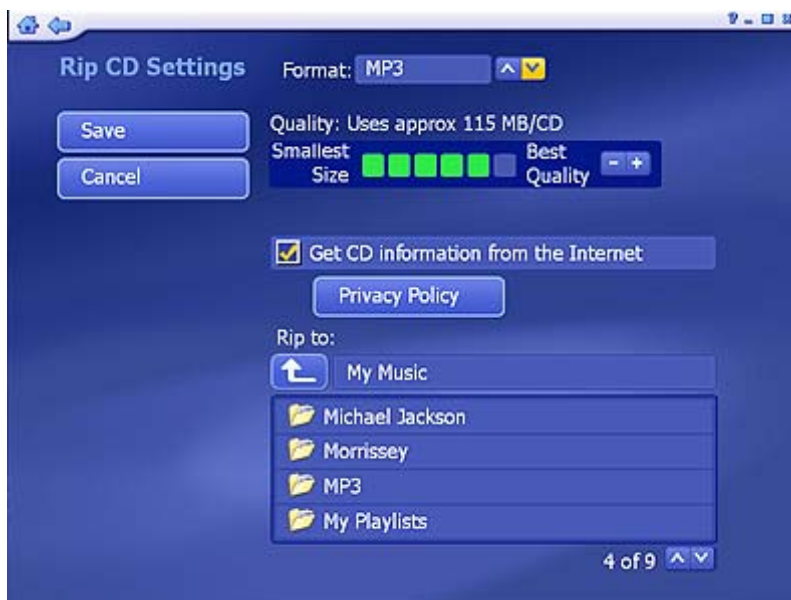 Rip CD Settings
Format: MP3
Save
Cancel
Quality: Uses approx 115 MB/CD
Smallest Size
Best Quality
- +
Get CD information from the Internet
Privacy Policy
Rip to:
My Music
Michael Jackson
Morrissey
MP3
My Playlists
4 of 9